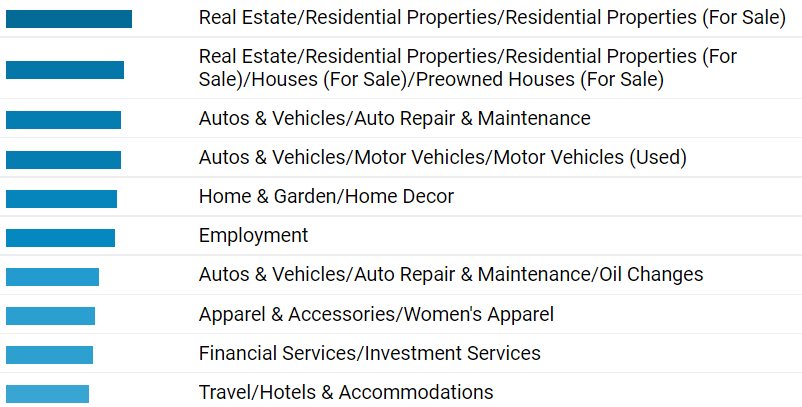 Real Estate/Residential Properties/Residential Properties (For Sale)
Real Estate/Residential Properties/Residential Properties (For
Sale)/Houses (For Sale)/Preowned Houses (For Sale)
Autos & Vehicles/Auto Repair & Maintenance
Autos & Vehicles/Motor Vehicles/Motor Vehicles (Used)
Home & Garden/Home Decor
Employment
Autos & Vehicles/Auto Repair & Maintenance/Oil Changes
Apparel & Accessories/Women's Apparel
Financial Services/Investment Services
Travel/Hotels & Accommodations